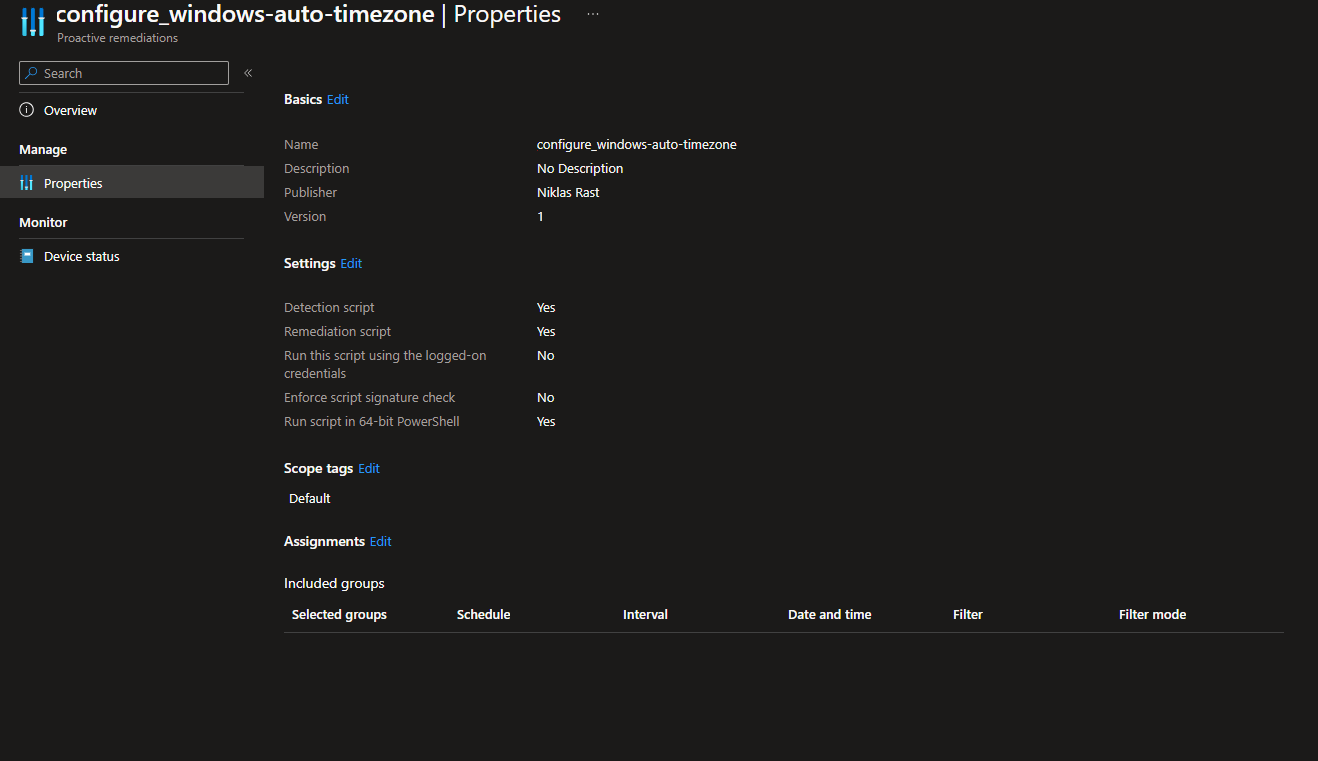 configure_windows-auto-timezone | Properties ...
Proactive remediations
Search «
Overview
Manage
Properties
Monitor
Device status
Basics Edit
Name configure_windows-auto-timezone
Description No Description
Publisher Niklas Rast
Version 1
Settings Edit
Detection script Yes
Remediation script Yes
Run this script using the logged-on No
credentials
Enforce script signature check No
Run script in 64-bit PowerShell Yes
Scope tags Edit
Default
Assignments Edit
Included groups
Selected groups Schedule Interval Date and time Filter Filter mode